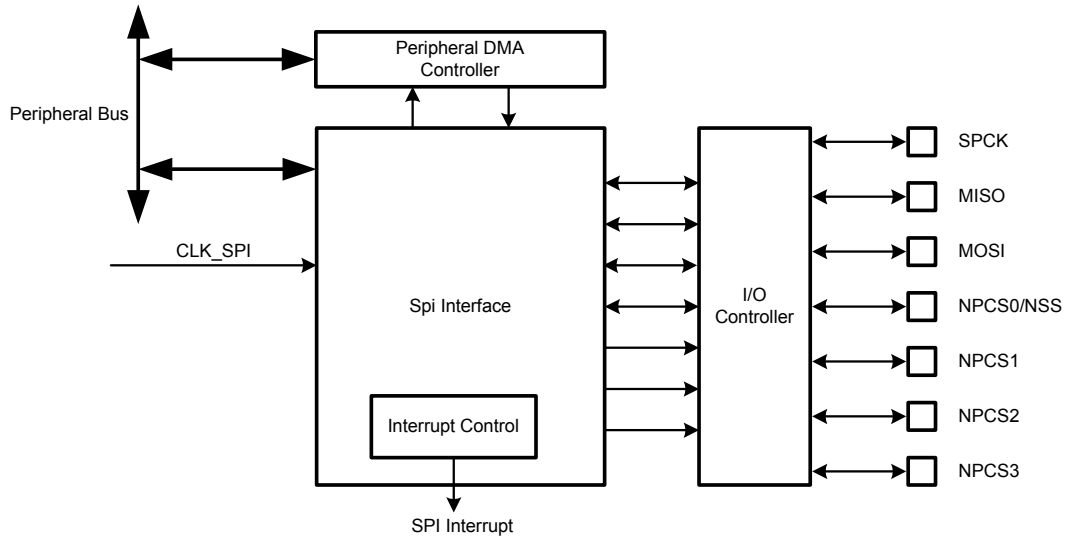 Peripheral DMA
Controller
Peripheral Bus
CLK_SPI
Spi Interface
Interrupt Control
SPI Interrupt
I/O
Controller
SPCK
MISO
MOSI
NPCS0/NSS
NPCS1
NPCS2
NPCS3